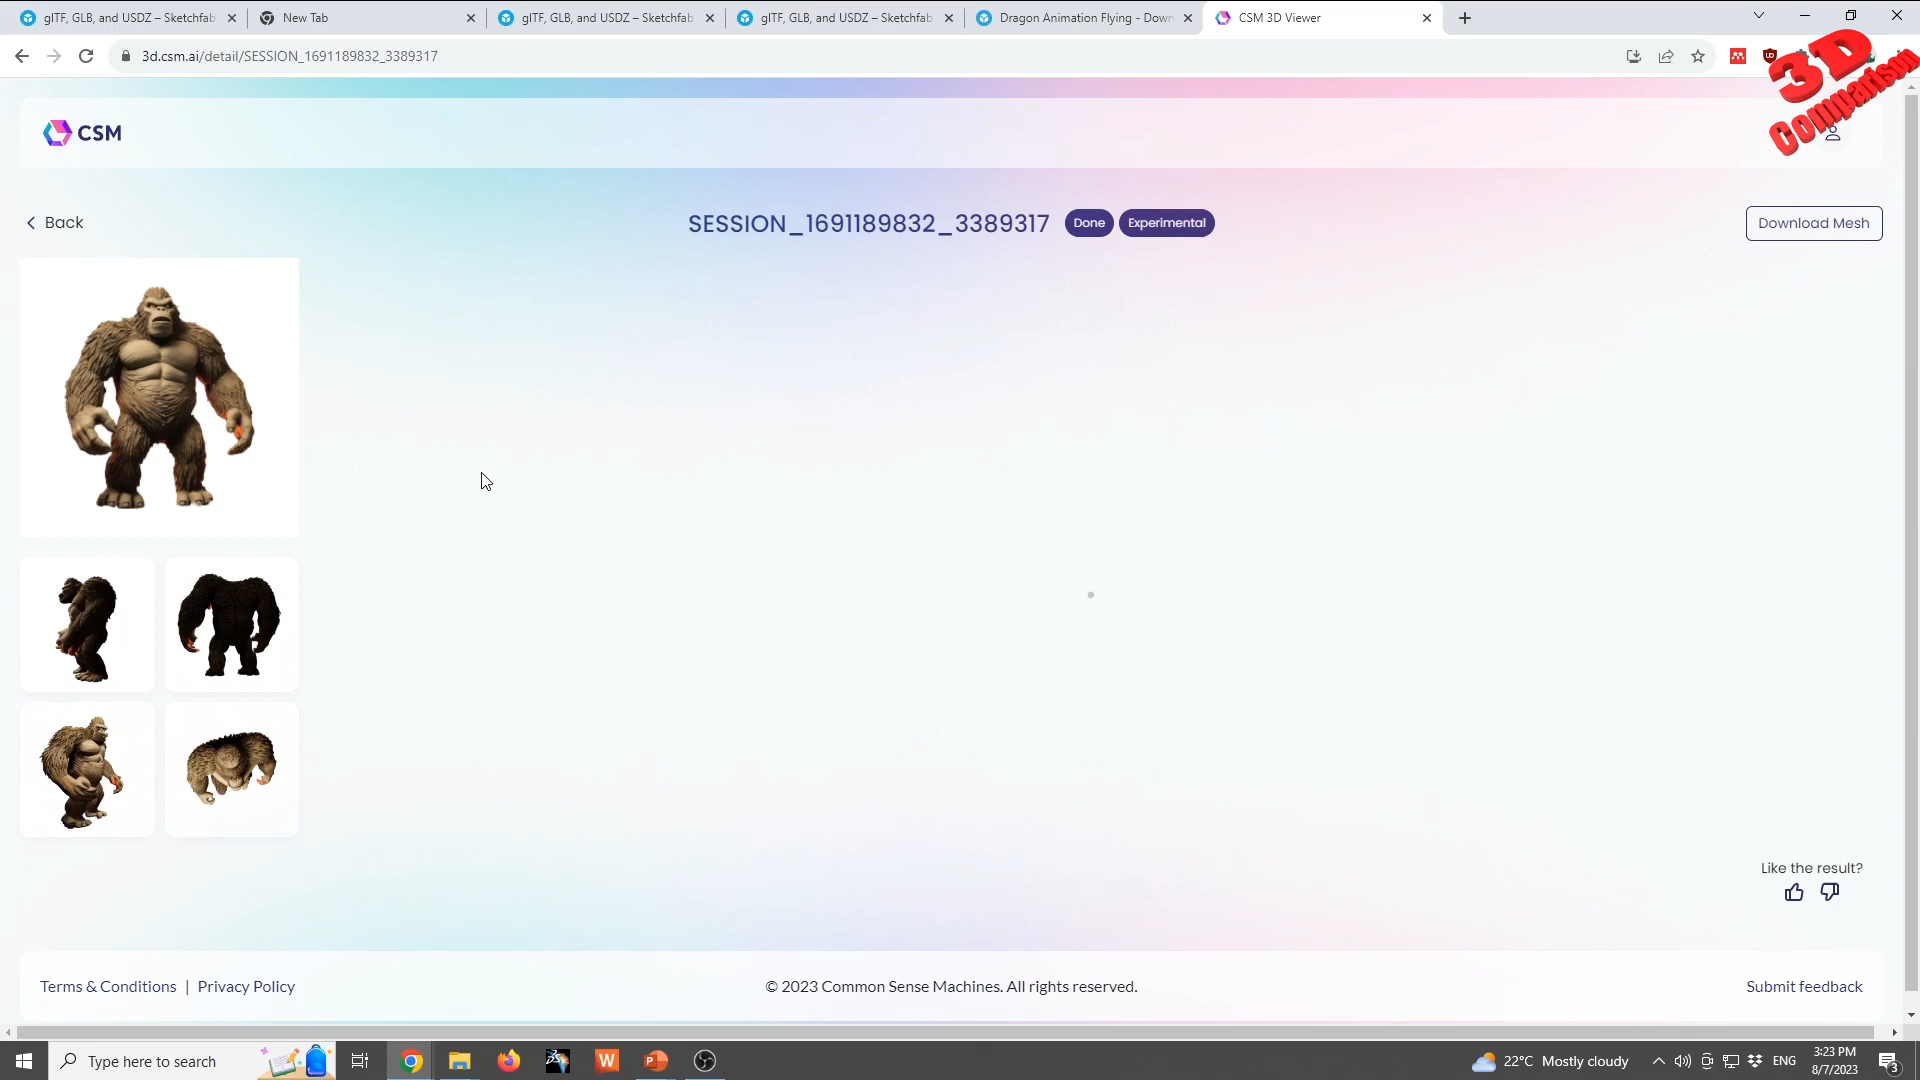 glTF, GLB, and USDZ – Sketchfab
New Tab
glTF, GLB, and USDZ – Sketchfab
glTF, GLB, and USDZ – Sketchfab
Dragon Animation Flying - Down
CSM 3D Viewer
3d.csm.ai/detail/SESSION_1691189832_3389317
3D
Comparison
CSM
Back
SESSION_1691189832_3389317
Done
Experimental
Download Mesh
Like the result?
Terms & Conditions | Privacy Policy
© 2023 Common Sense Machines. All rights reserved.
Submit feedback
Type here to search
22°C Mostly cloudy
ENG
3:23 PM
8/7/2023
3